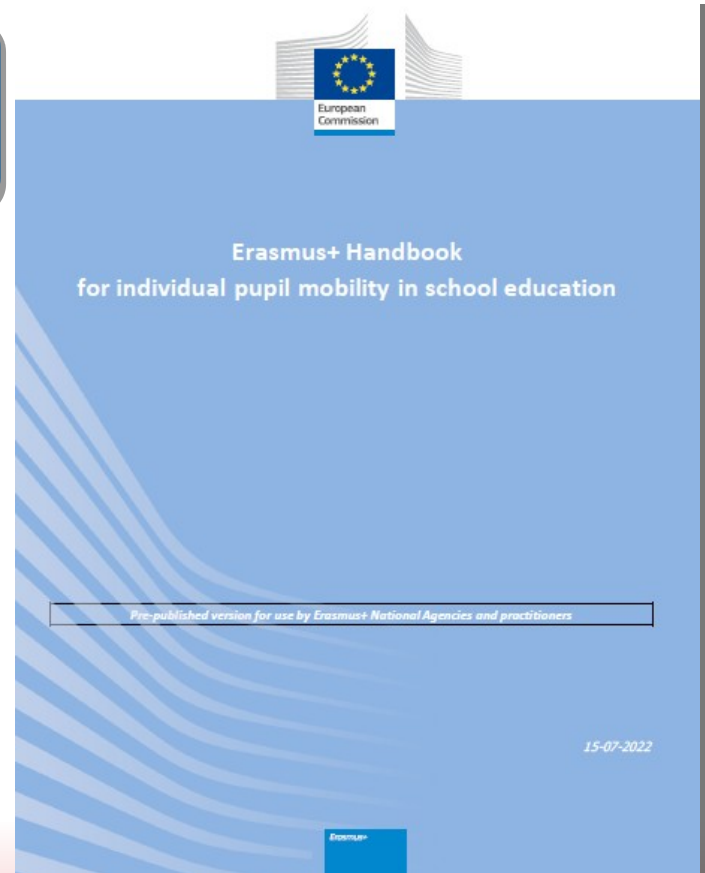 European
Commission
Erasmus+ Handbook
for individual pupil mobility in school education
Pre-published version for use by Erasmus+ National Agencies and practitioners
15-07-2022
Erasmus+